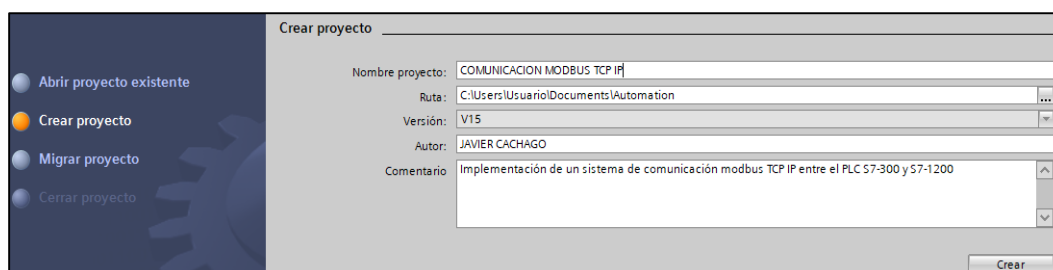 Abrir proyecto existente
Crear proyecto
Migrar proyecto
Cerrar proyecto
Crear proyecto
Nombre proyecto: COMUNICACION MODBUS TCP IP
Ruta: C:\Users\Usuario\Documents\Automation
...
Versión: V15
Autor: JAVIER CACHAGO
Comentario Implementación de un sistema de comunicación modbus TCP IP entre el PLC S7-300 y S7-1200
Crear